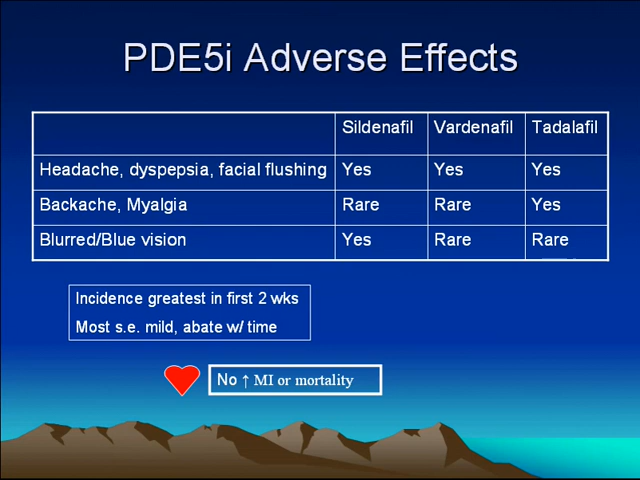 PDE5i Adverse Effects
Sildenafil Vardenafil Tadalafil
Headache, dyspepsia, facial flushing Yes Yes Yes
Backache, Myalgia Rare Rare Yes
Blurred/Blue vision Yes Rare Rare
Incidence greatest in first 2 wks
Most s.e. mild, abate w/ time
No ↑ MI or mortality